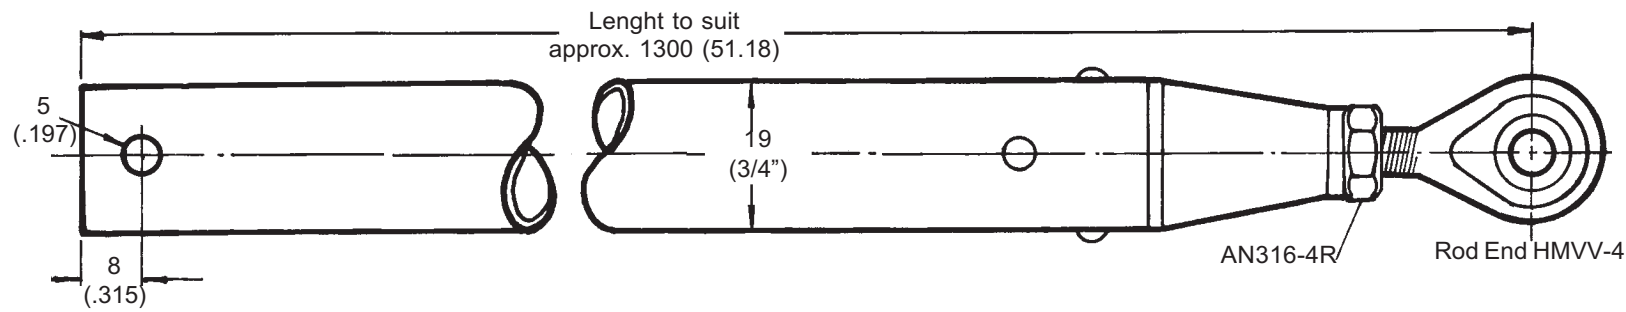 Lenght to suit
approx. 1300 (51.18)
5
(.197)
19
(3/4”)
8
(.315)
AN316-4R
Rod End HMVV-4